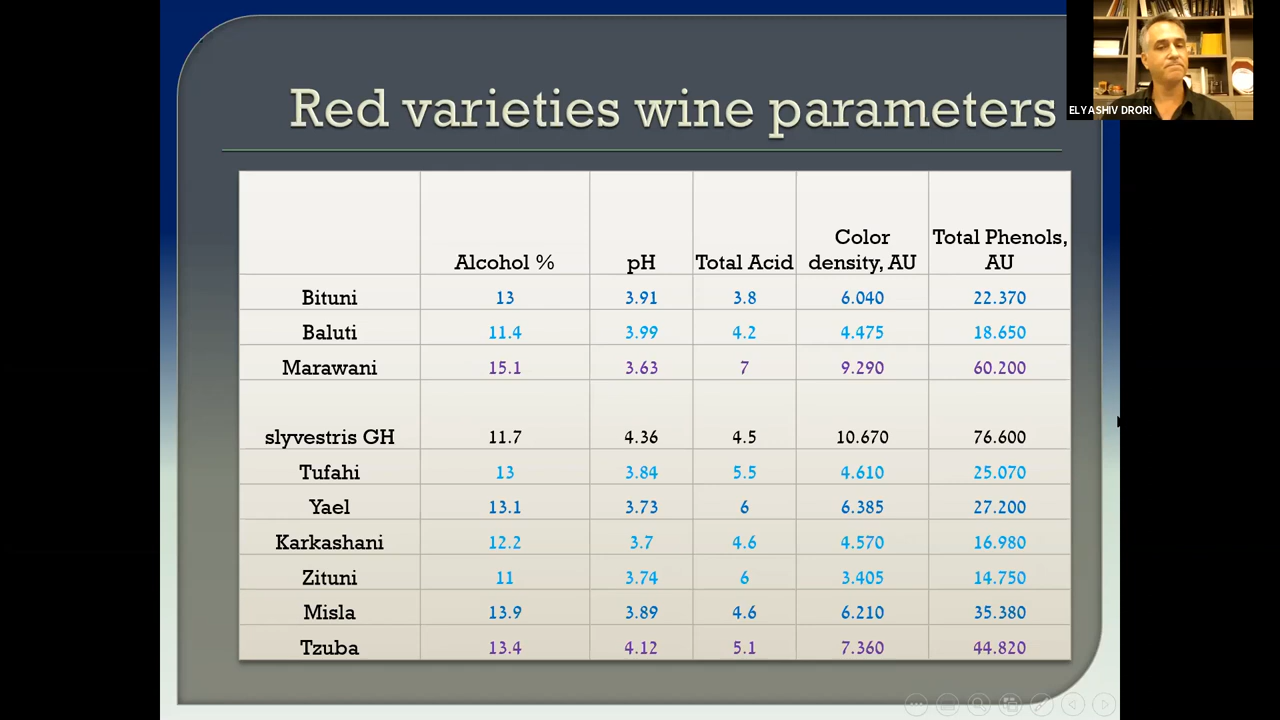 Red varieties wine parameters
ELYASHIV DRORI
Alcohol % pH Total Acid Color density, AU Total Phenols, AU
Bituni 13 3.91 3.8 6.040 22.370
Baluti 11.4 3.99 4.2 4.475 18.650
Marawani 15.1 3.63 7 9.290 60.200
slyvestris GH 11.7 4.36 4.5 10.670 76.600
Tufahi 13 3.84 5.5 4.610 25.070
Yael 13.1 3.73 6 6.385 27.200
Karkashani 12.2 3.7 4.6 4.570 16.980
Zituni 11 3.74 6 3.405 14.750
Misla 13.9 3.89 4.6 6.210 35.380
Tzuba 13.4 4.12 5.1 7.360 44.820